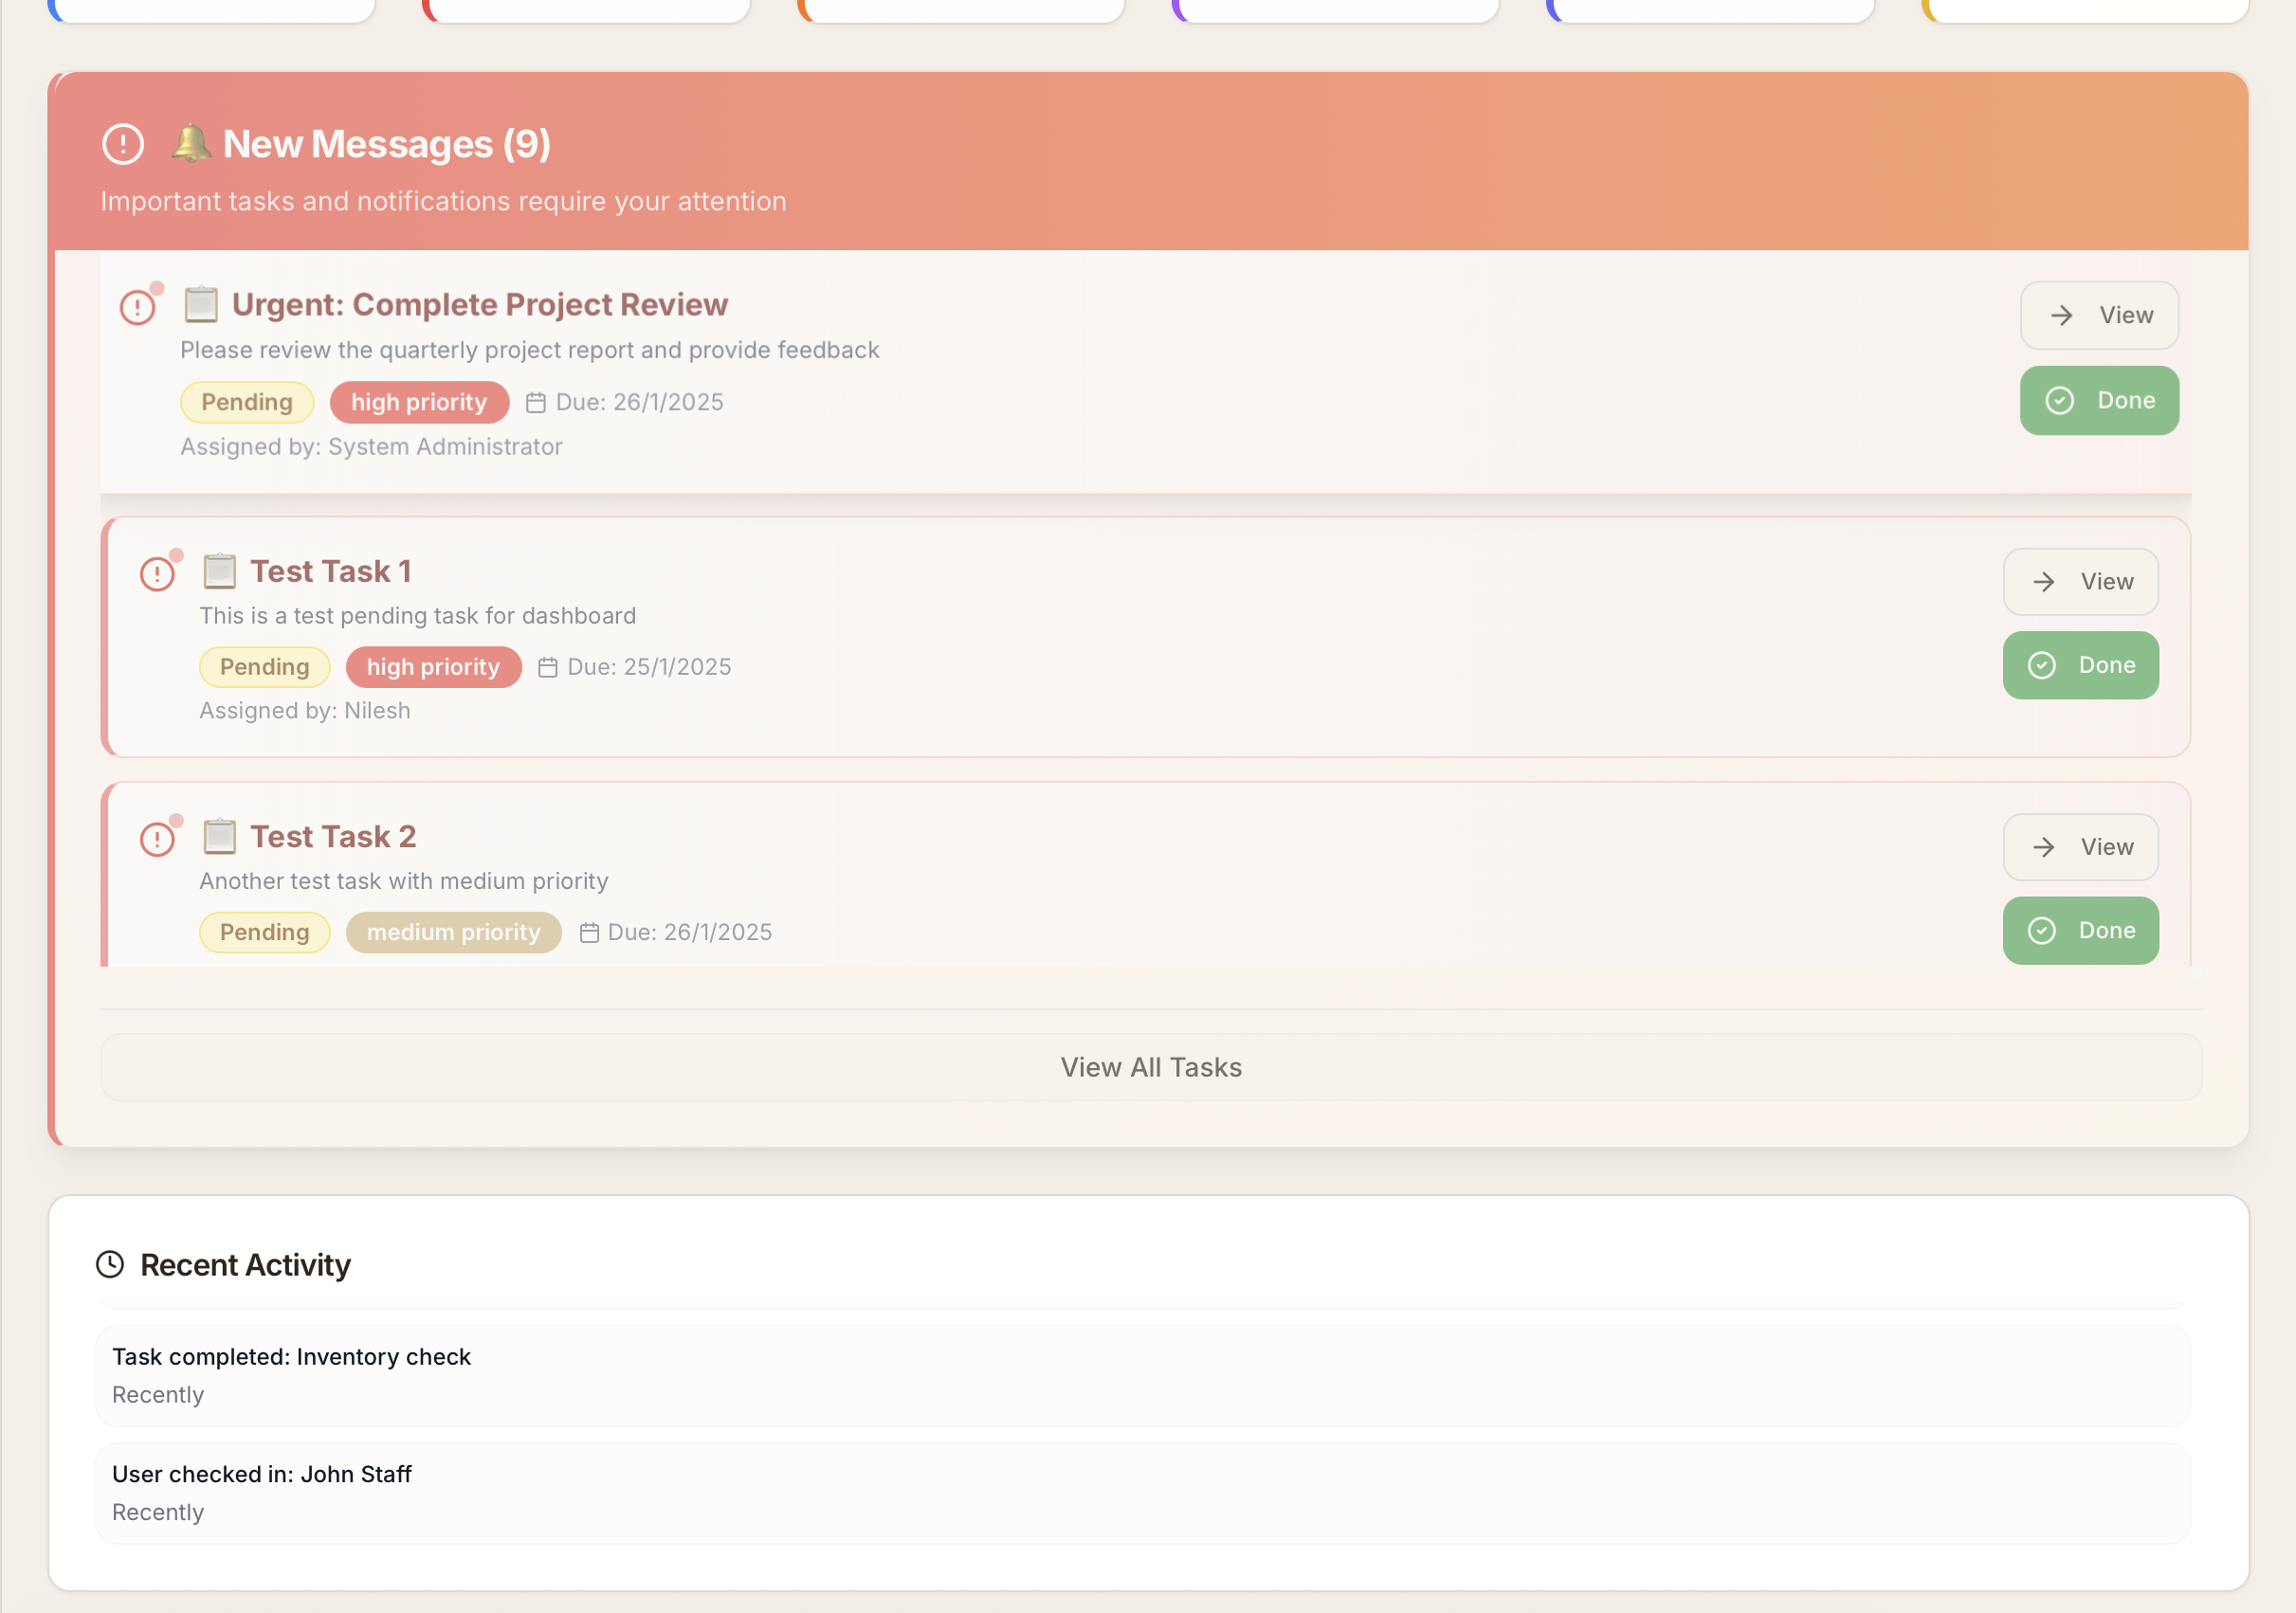 New Messages (9)
Important tasks and notifications require your attention
Urgent: Complete Project Review
View
Please review the quarterly project report and provide feedback
Pending high priority Due: 26/1/2025
Done
Assigned by: System Administrator
Test Task 1
View
This is a test pending task for dashboard
Pending high priority Due: 25/1/2025
Done
Assigned by: Nilesh
Test Task 2
View
Another test task with medium priority
Pending medium priority Due: 26/1/2025
Done
View All Tasks
Recent Activity
Task completed: Inventory check
Recently
User checked in: John Staff
Recently